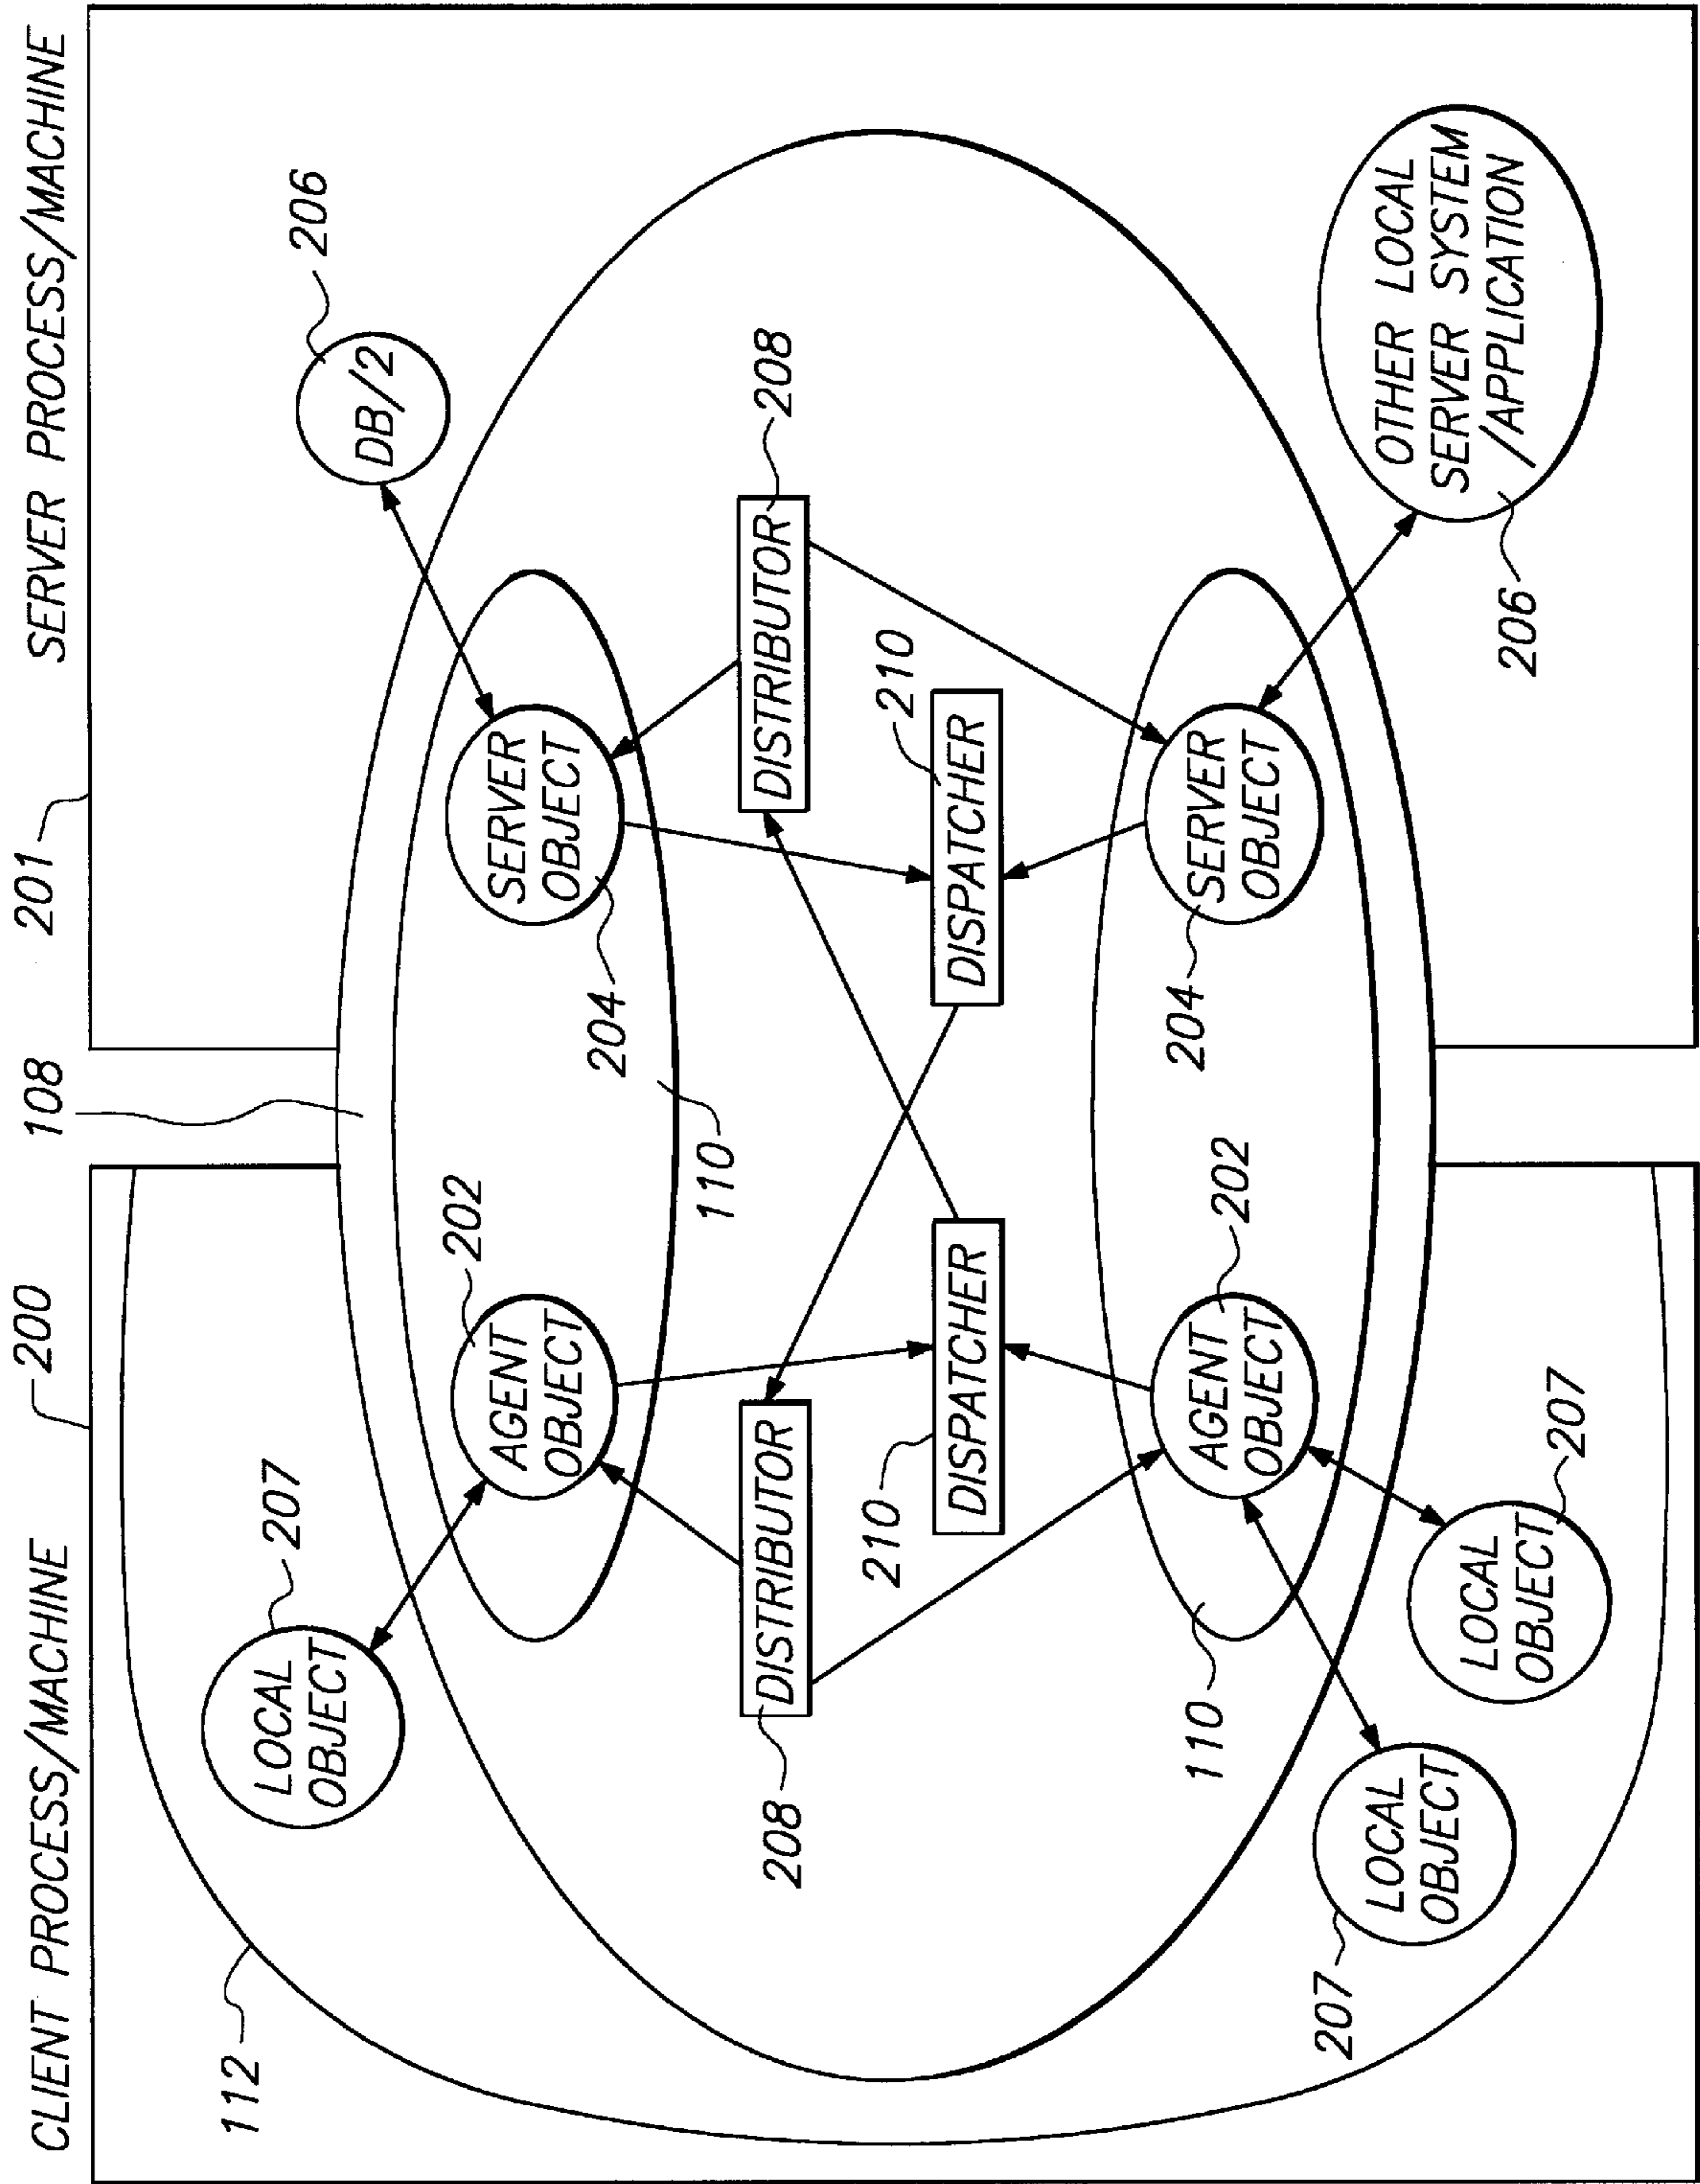 CLIENT PROCESS/MACHINE
200
108
201
SERVER PROCESS/MACHINE
112
LOCAL
OBJECT
207
AGENT
OBJECT
202
SERVER
OBJECT
204
DB/2
206
110
208
DISTRIBUTOR
DISTRIBUTOR
208
210
DISPATCHER
DISPATCHER
210
110
AGENT
OBJECT
202
204
SERVER
OBJECT
207
LOCAL
OBJECT
LOCAL
OBJECT
207
206
OTHER LOCAL
SERVER SYSTEM
/APPLICATION